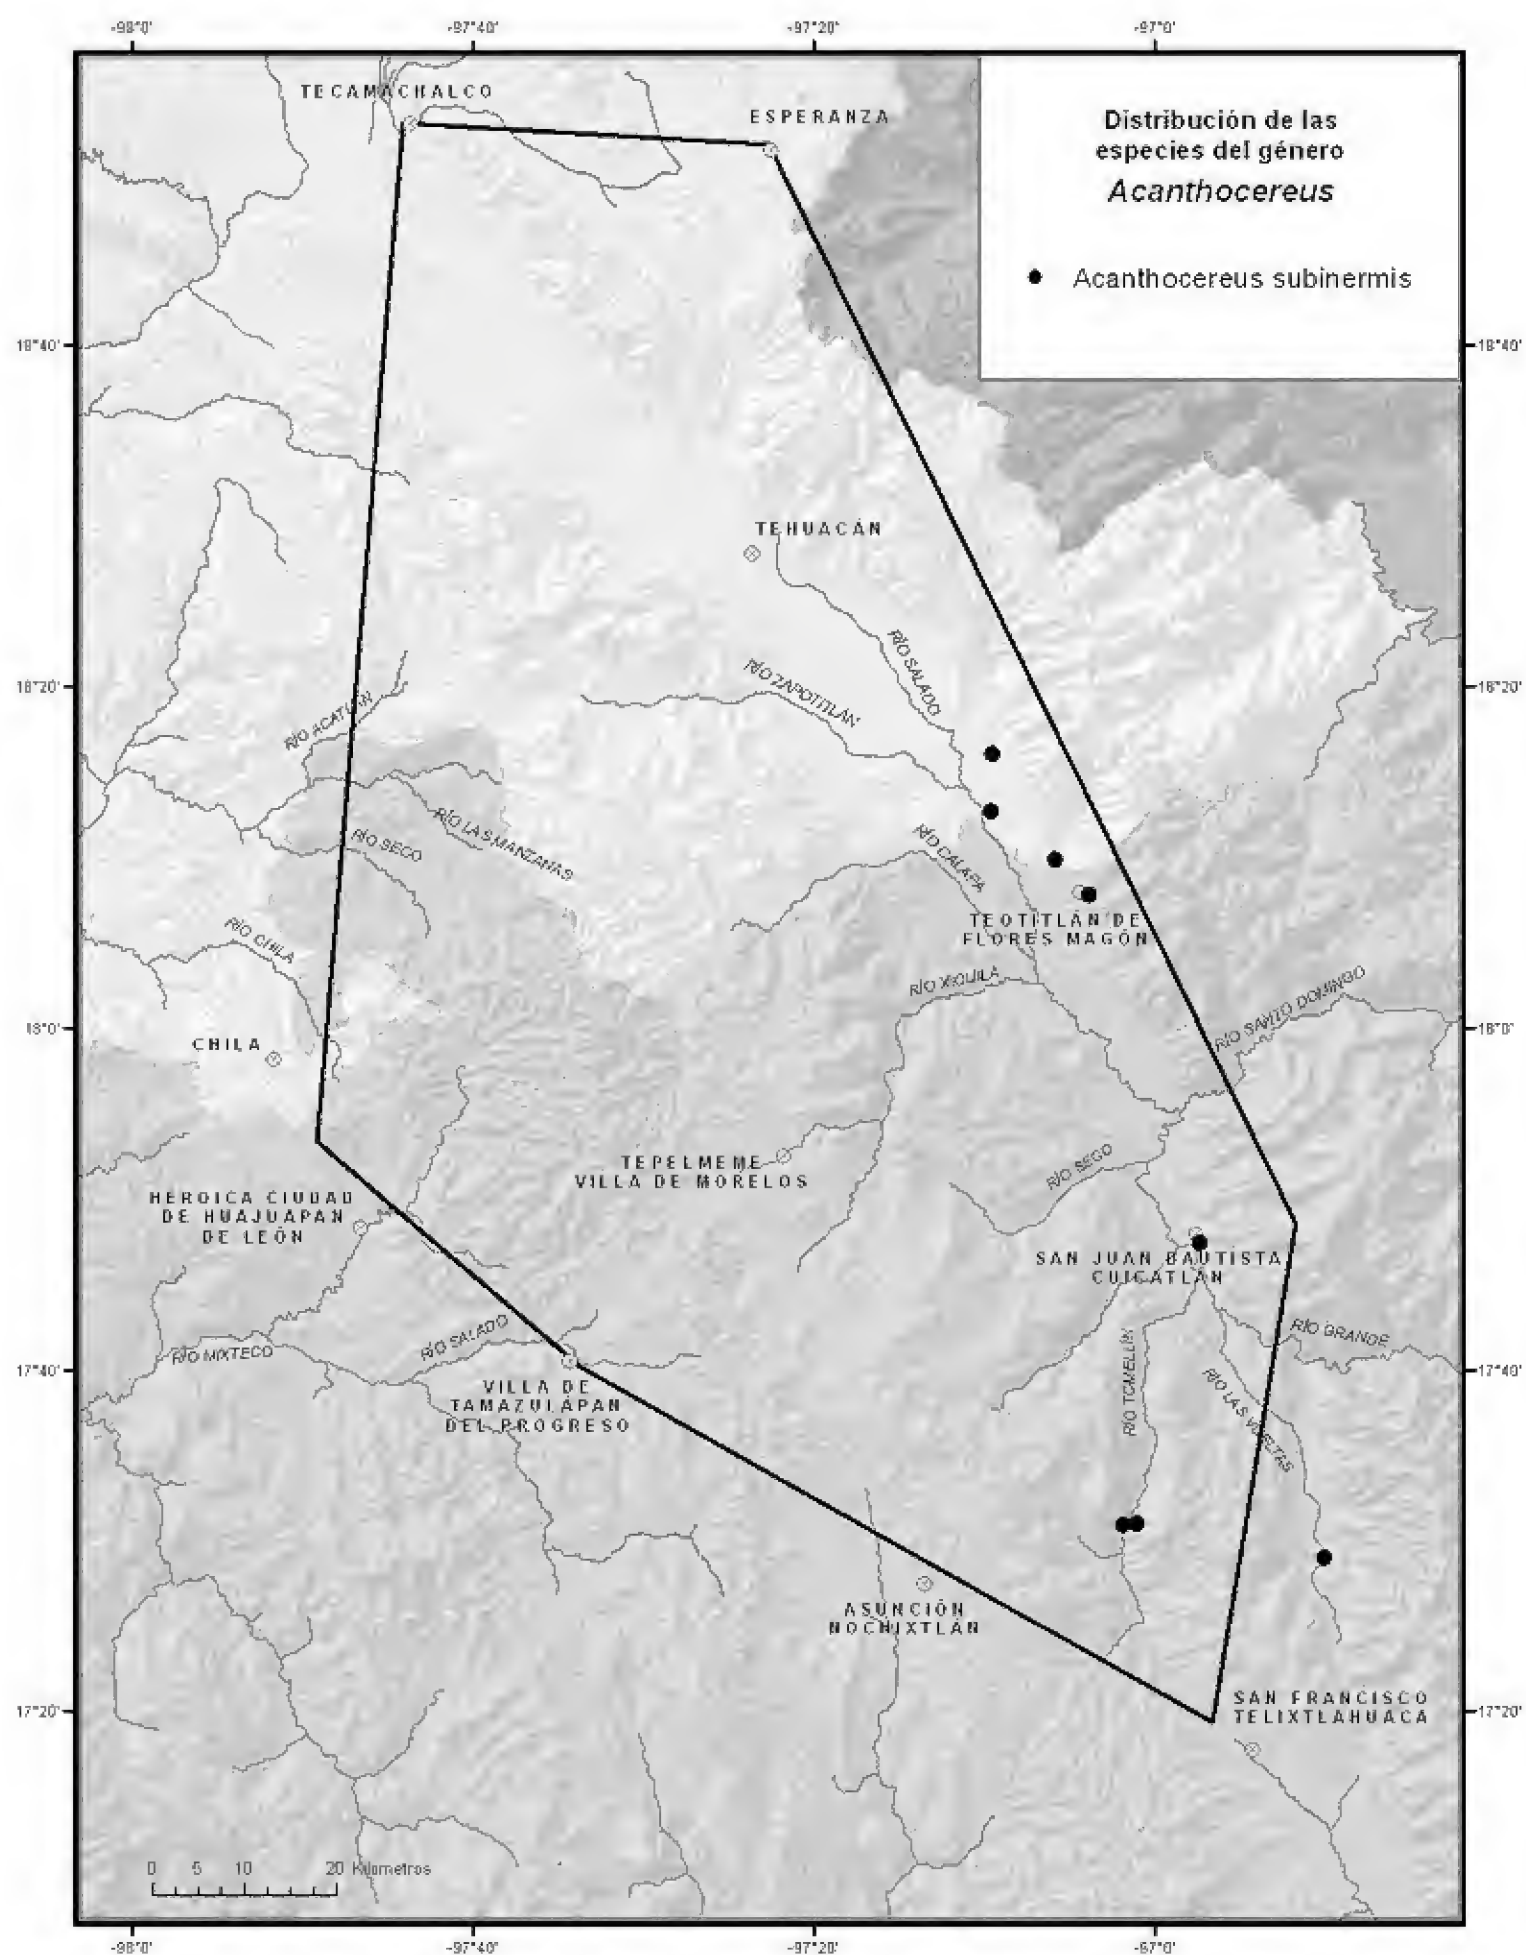 -98°0'
-97°40'
-97°20'
-97°0'
TECAMACHALCO
ESPERANZA
Distribución de las
especies del género
Acanthocereus
Acanthocereus subinermis
18°40'
18°40'
TEHUACÁN
RÍO SALADO
RÍO ZAPOTITLÁN
18°20'
18°20'
RÍO ACATLÁN
RÍO LAS MANZANAS
RÍO SECO
RÍO CALAPA
TEOTITLÁN DE
FLORES MAGÓN
RÍO CHILA
RÍO XIQUILA
RÍO SANTO DOMINGO
18°0'
18°0'
CHILA
TEPELMEME
VILLA DE MORELOS
RÍO SECO
HEROICA CIUDAD
DE HUAJUAPAN
DE LEÓN
SAN JUAN BAUTISTA
CUICATLÁN
RÍO SALADO
RÍO MIXTECO
RÍO GRANDE
17°40'
17°40'
RÍO TOMELLÍN
RÍO LAS VUELTAS
VILLA DE
TAMAZULÁPAN
DEL PROGRESO
ASUNCIÓN
NOCHIXTLÁN
17°20'
17°20'
SAN FRANCISCO
TELIXTLAHUACA
0 5 10 20 Kilometros
-98°0'
-97°40'
-97°20'
-97°0'